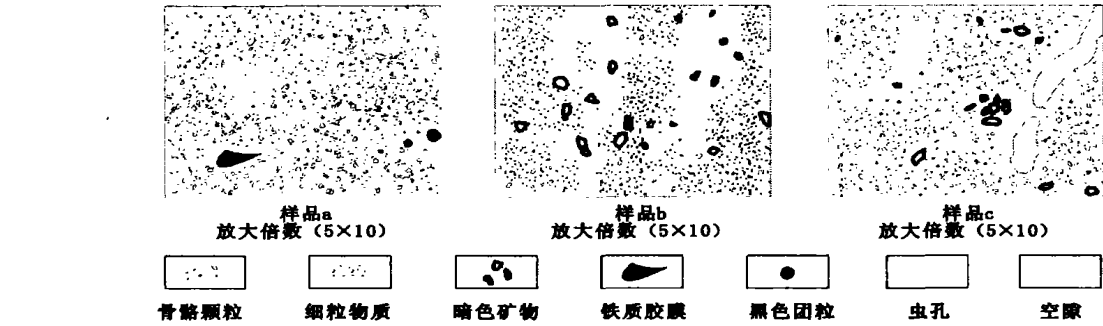 样品a
放大倍数（5×10）
样品b
放大倍数（5×10）
样品c
放大倍数（5×10）
骨骼颗粒 细粒物质 暗色矿物 铁质胶膜 黑色团粒 虫孔 空隙